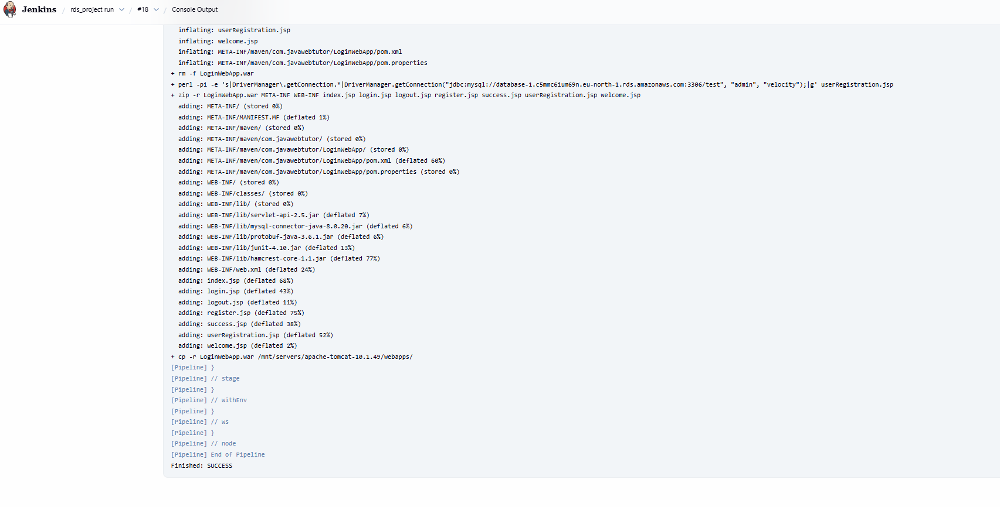 Jenkins / rds_project run / #18 / Console Output
inflating: userRegistration.jsp
inflating: welcome.jsp
inflating: META-INF/maven/com.javawebtutor/LoginWebApp/pom.xml
inflating: META-INF/maven/com.javawebtutor/LoginWebApp/pom.properties
+ rm -f LoginWebApp.war
+ perl -pi -e 's|DriverManager\.getConnection.*|DriverManager.getConnection("jdbc:mysql://database-1.c5mmc6ium69n.eu-north-1.rds.amazonaws.com:3306/test", "admin", "velocity");|g' userRegistration.jsp
+ zip -r LoginWebApp.war META-INF WEB-INF index.jsp login.jsp logout.jsp register.jsp success.jsp userRegistration.jsp welcome.jsp
adding: META-INF/ (stored 0%)
adding: META-INF/MANIFEST.MF (deflated 1%)
adding: META-INF/maven/ (stored 0%)
adding: META-INF/maven/com.javawebtutor/ (stored 0%)
adding: META-INF/maven/com.javawebtutor/LoginWebApp/ (stored 0%)
adding: META-INF/maven/com.javawebtutor/LoginWebApp/pom.xml (deflated 60%)
adding: META-INF/maven/com.javawebtutor/LoginWebApp/pom.properties (stored 0%)
adding: WEB-INF/ (stored 0%)
adding: WEB-INF/classes/ (stored 0%)
adding: WEB-INF/lib/ (stored 0%)
adding: WEB-INF/lib/servlet-api-2.5.jar (deflated 7%)
adding: WEB-INF/lib/mysql-connector-java-8.0.20.jar (deflated 6%)
adding: WEB-INF/lib/protobuf-java-3.6.1.jar (deflated 6%)
adding: WEB-INF/lib/junit-4.10.jar (deflated 13%)
adding: WEB-INF/lib/hamcrest-core-1.1.jar (deflated 77%)
adding: WEB-INF/web.xml (deflated 24%)
adding: index.jsp (deflated 68%)
adding: login.jsp (deflated 43%)
adding: logout.jsp (deflated 11%)
adding: register.jsp (deflated 75%)
adding: success.jsp (deflated 38%)
adding: userRegistration.jsp (deflated 52%)
adding: welcome.jsp (deflated 2%)
+ cp -r LoginWebApp.war /mnt/servers/apache-tomcat-10.1.49/webapps/
[Pipeline] }
[Pipeline] // stage
[Pipeline] }
[Pipeline] // withEnv
[Pipeline] }
[Pipeline] // ws
[Pipeline] }
[Pipeline] // node
[Pipeline] End of Pipeline
Finished: SUCCESS